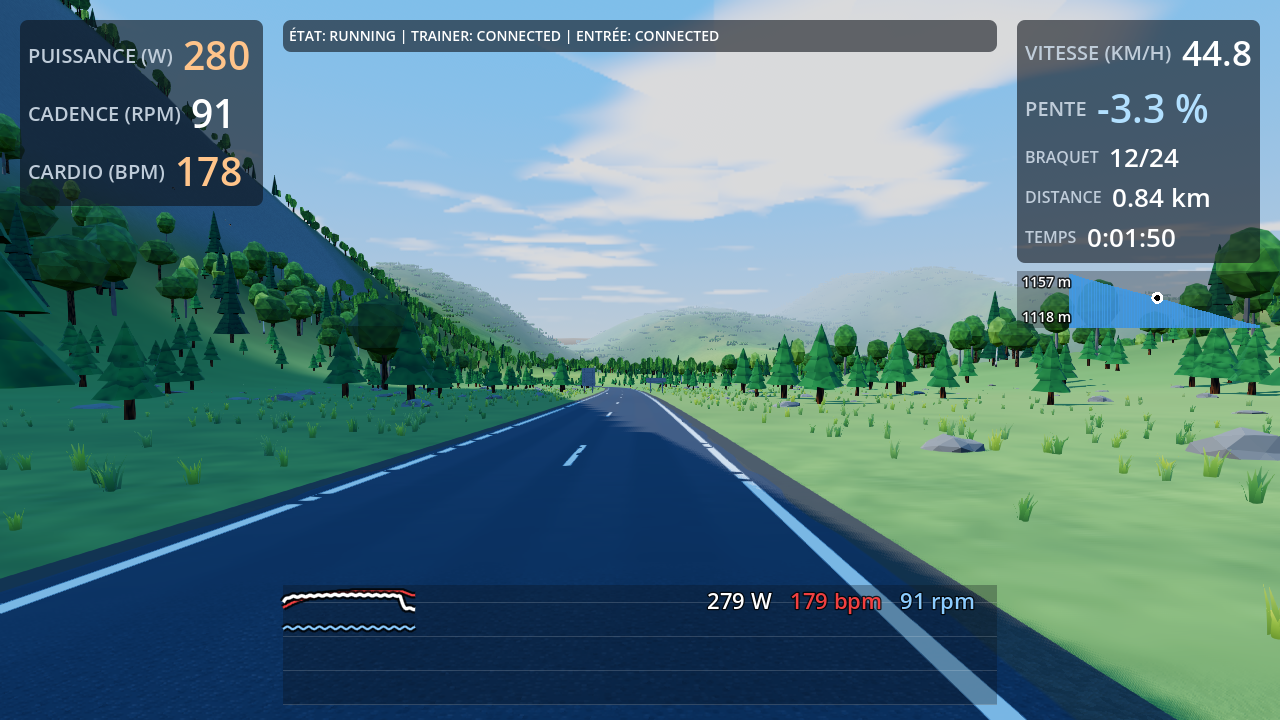 PUISSANCE (W) 280
CADENCE (RPM) 91
CARDIO (BPM) 178
ÉTAT: RUNNING | TRAINER: CONNECTED | ENTRÉE: CONNECTED
VITESSE (KM/H) 44.8
PENTE -3.3 %
BRAQUET 12/24
DISTANCE 0.84 km
TEMPS 0:01:50
1157 m
1118 m
279 W 179 bpm 91 rpm